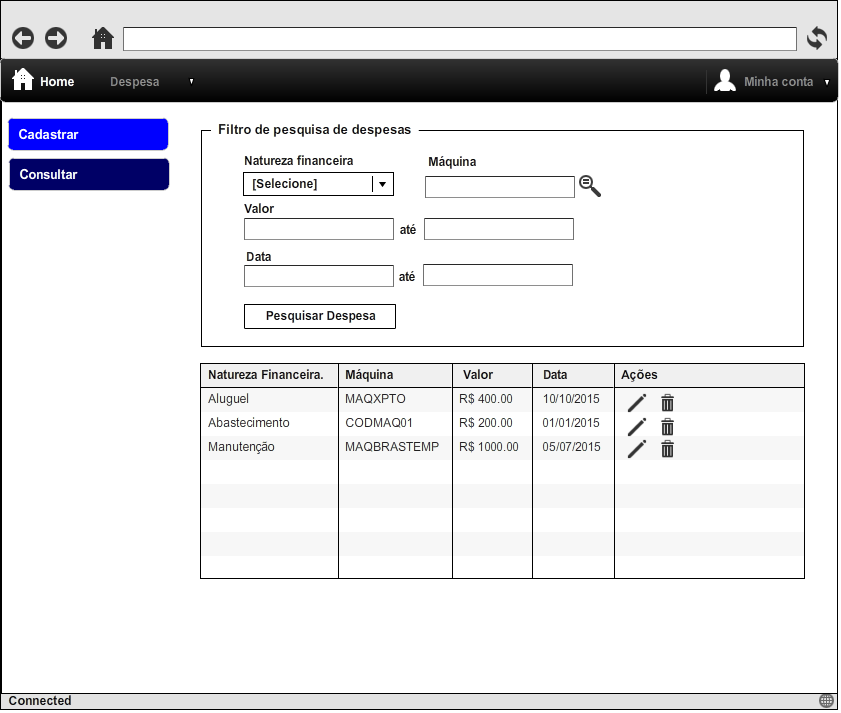 Home Despesa Minha conta
Cadastrar
Consultar
Filtro de pesquisa de despesas
Natureza financeira Máquina
[Selecione]
Valor
até
Data
até
Pesquisar Despesa
Natureza Financeira. Máquina Valor Data Ações
Aluguel MAQXPTO R$ 400.00 10/10/2015
Abastecimento CODMAQ01 R$ 200.00 01/01/2015
Manutenção MAQBRASTEMP R$ 1000.00 05/07/2015
Connected